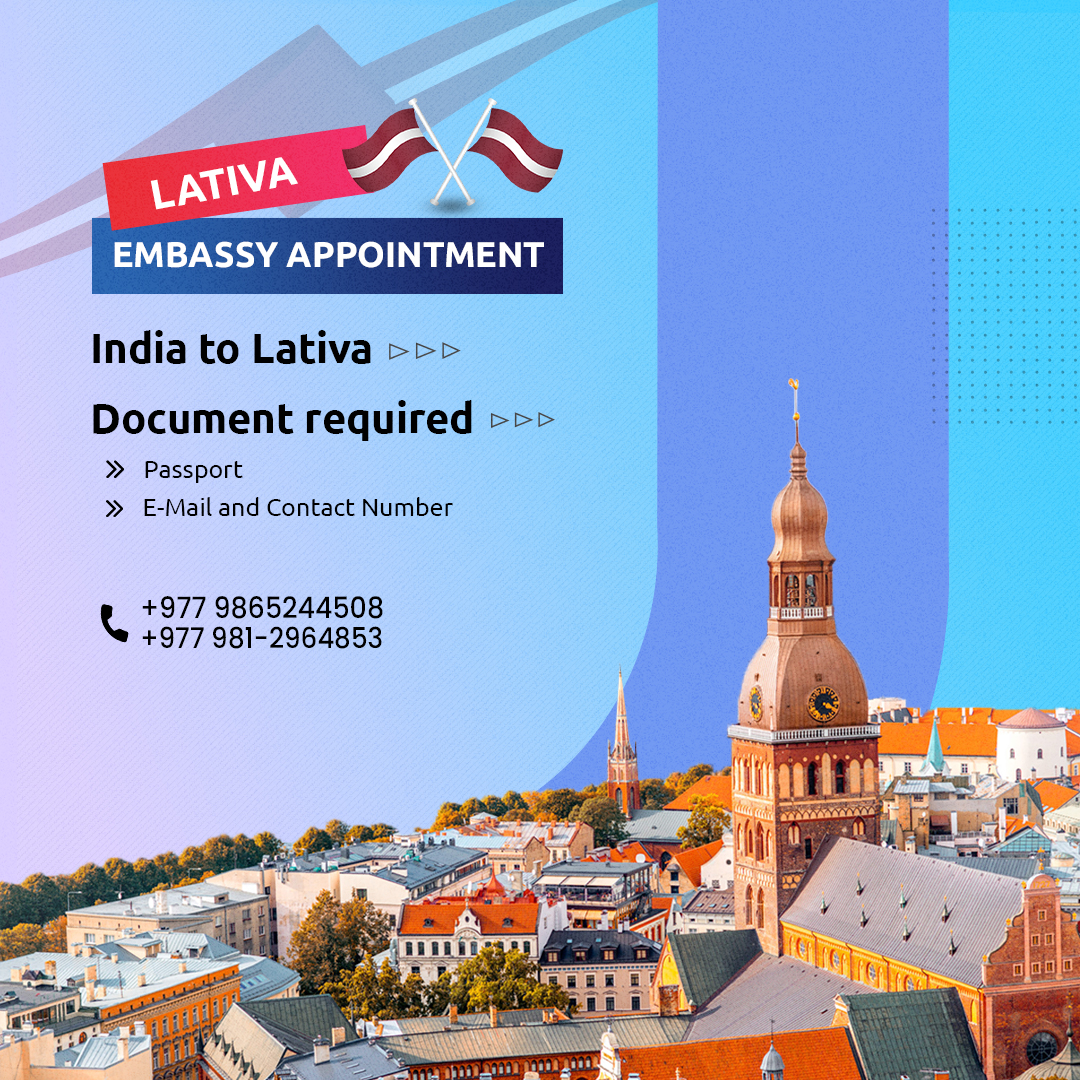 LATIVA
EMBASSY APPOINTMENT
India to Lativa
Document required
Passport
E-Mail and Contact Number
+977 9865244508
+977 981-2964853